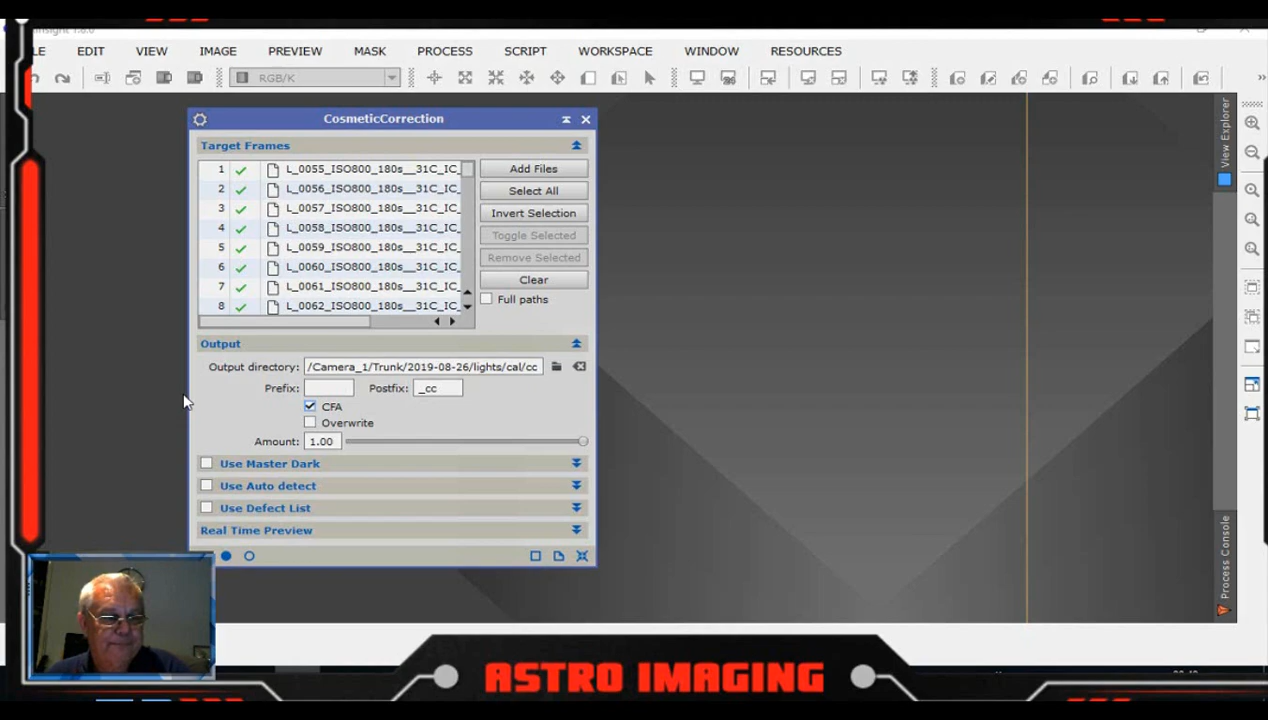 nsight 1.8.0
LE EDIT VIEW IMAGE PREVIEW MASK PROCESS SCRIPT WORKSPACE WINDOW RESOURCES
RGB/K
CosmeticCorrection
Target Frames
1 L_0055_ISO800_180s__31C_IC_
2 L_0056_ISO800_180s__31C_IC_
3 L_0057_ISO800_180s__31C_IC_
4 L_0058_ISO800_180s__31C_IC_
5 L_0059_ISO800_180s__31C_IC_
6 L_0060_ISO800_180s__31C_IC_
7 L_0061_ISO800_180s__31C_IC_
8 L_0062_ISO800_180s__31C_IC_
Add Files
Select All
Invert Selection
Toggle Selected
Remove Selected
Clear
Full paths
Output
Output directory: /Camera_1/Trunk/2019-08-26/lights/cal/cc
Prefix: Postfix: _cc
CFA
Overwrite
Amount: 1.00
Use Master Dark
Use Auto detect
Use Defect List
Real Time Preview
View Explorer
Process Console
ASTRO IMAGING